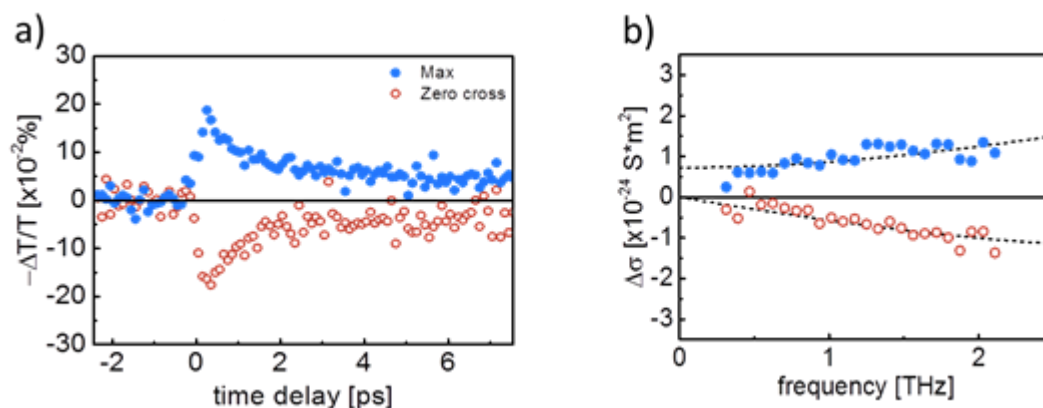 a)
30
20
10
0
-10
-20
-30
−ΔT/T [x10⁻²%]
Max
Zero cross
-2 0 2 4 6
time delay [ps]
b)
3
2
1
0
-1
-2
-3
Δσ [x10⁻²⁴ S*m²]
0 1 2
frequency [THz]